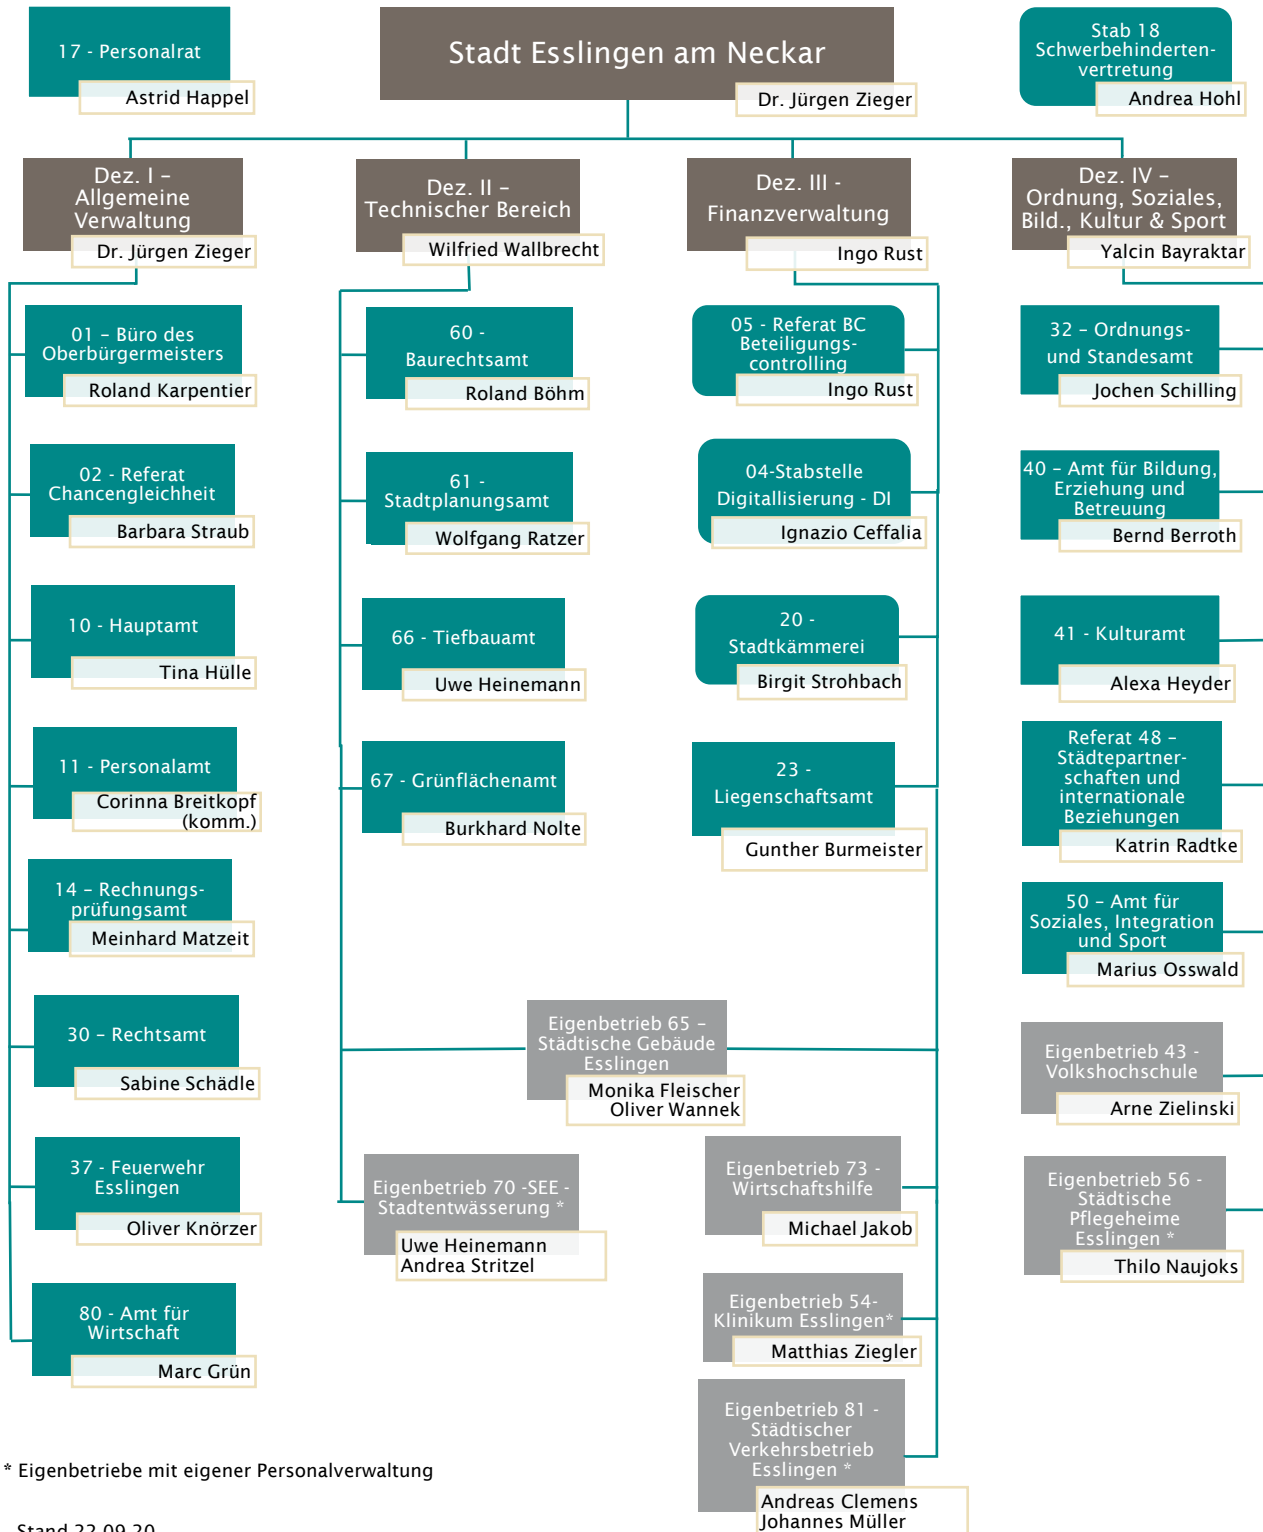 17 - Personalrat
Astrid Happel
Stadt Esslingen am Neckar
Dr. Jürgen Zieger
Stab 18
Schwerbehinderten-
vertretung
Andrea Hohl
Dez. I –
Allgemeine
Verwaltung
Dr. Jürgen Zieger
01 – Büro des
Oberbürgermeisters
Roland Karpentier
02 - Referat
Chancengleichheit
Barbara Straub
10 - Hauptamt
Tina Hülle
11 - Personalamt
Corinna Breitkopf
(komm.)
14 – Rechnungs-
prüfungsamt
Meinhard Matzeit
30 – Rechtsamt
Sabine Schädle
37 - Feuerwehr
Esslingen
Oliver Knörzer
80 - Amt für
Wirtschaft
Marc Grün
Dez. II –
Technischer Bereich
Wilfried Wallbrecht
60 -
Baurechtsamt
Roland Böhm
61 -
Stadtplanungsamt
Wolfgang Ratzer
66 - Tiefbauamt
Uwe Heinemann
67 - Grünflächenamt
Burkhard Nolte
Eigenbetrieb 65 –
Städtische Gebäude
Esslingen
Monika Fleischer
Oliver Wannek
Eigenbetrieb 70 -SEE -
Stadtentwässerung *
Uwe Heinemann
Andrea Stritzel
Dez. III -
Finanzverwaltung
Ingo Rust
05 - Referat BC
Beteiligungs-
controlling
Ingo Rust
04-Stabstelle
Digitallisierung - DI
Ignazio Ceffalia
20 -
Stadtkämmerei
Birgit Strohbach
23 -
Liegenschaftsamt
Gunther Burmeister
Eigenbetrieb 73 -
Wirtschaftshilfe
Michael Jakob
Eigenbetrieb 54-
Klinikum Esslingen*
Matthias Ziegler
Eigenbetrieb 81 -
Städtischer
Verkehrsbetrieb
Esslingen *
Andreas Clemens
Johannes Müller
Dez. IV –
Ordnung, Soziales,
Bild., Kultur & Sport
Yalcin Bayraktar
32 - Ordnungs-
und Standesamt
Jochen Schilling
40 – Amt für Bildung,
Erziehung und
Betreuung
Bernd Berroth
41 - Kulturamt
Alexa Heyder
Referat 48 –
Städtepartner-
schaften und
internationale
Beziehungen
Katrin Radtke
50 – Amt für
Soziales, Integration
und Sport
Marius Osswald
Eigenbetrieb 43 -
Volkshochschule
Arne Zielinski
Eigenbetrieb 56 -
Städtische
Pflegeheime
Esslingen *
Thilo Naujoks
* Eigenbetriebe mit eigener Personalverwaltung
Stand 22.09.20